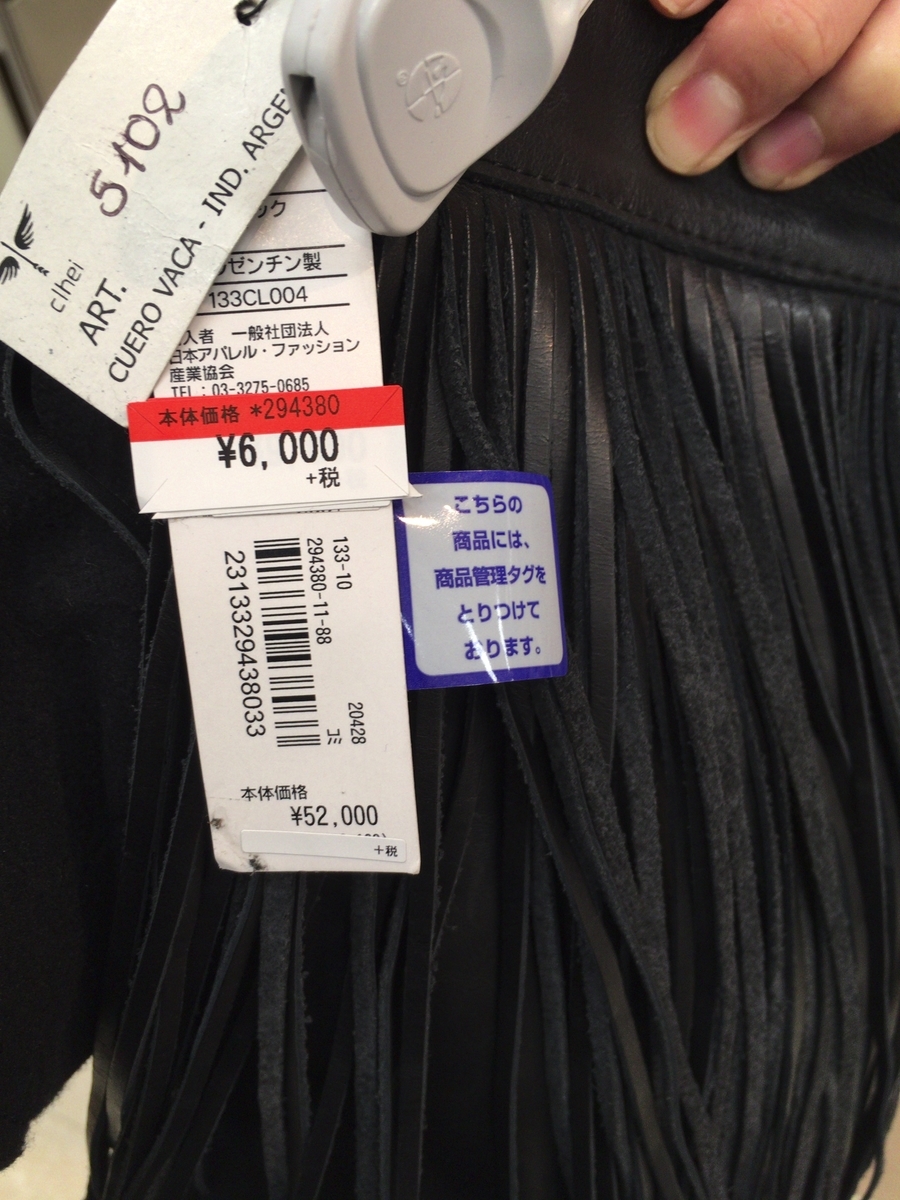 5102
clhei
ART.
CUERO VACA - IND.
ック
ゼンチン製
133CL004
入者 一般社団法人
日本アパレル・ファッション
産業協会
TEL:03-3275-0685
本体価格 *294380
¥6,000
+税
こちらの
商品には、
商品管理タグを
とりつけて
おります。
133-10
294380-11-88
2313329438033
20428
コミ
本体価格
¥52,000
+税